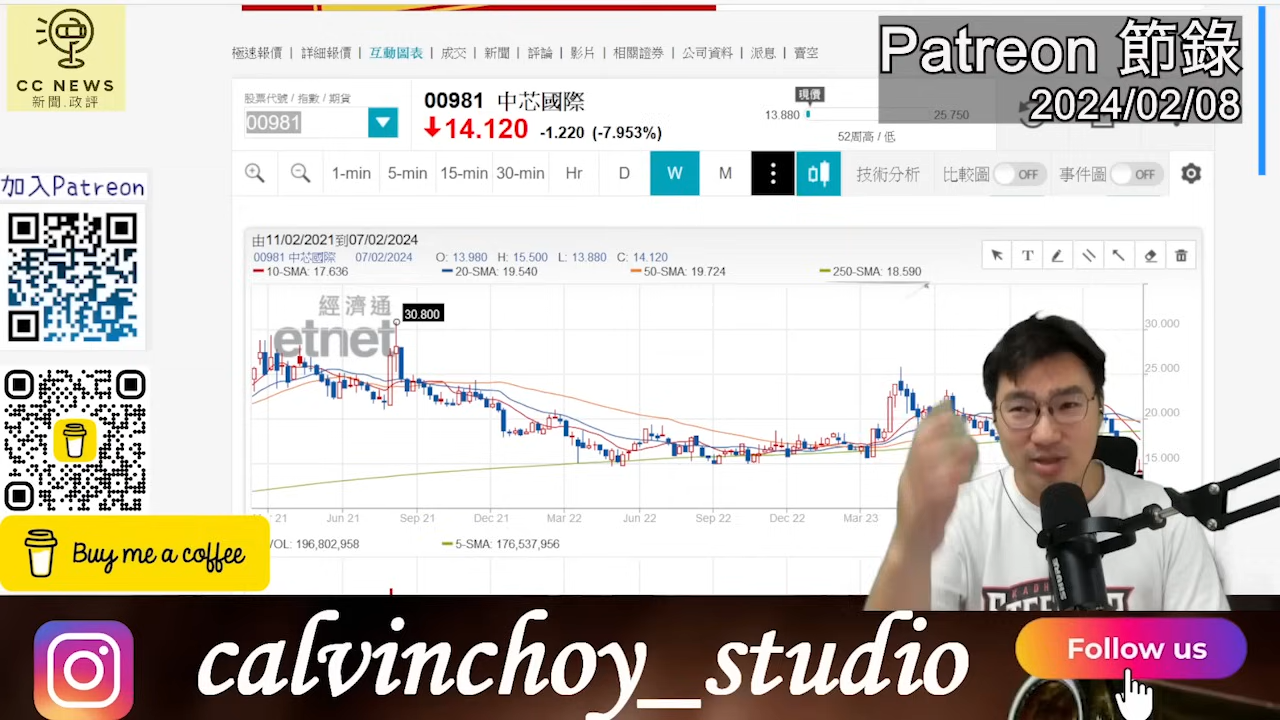 CC NEWS
新聞.政評
加入Patreon
Buy me a coffee
極速報價 | 詳細報價 | 互動圖表 | 成交 | 新聞 | 評論 | 影片 | 相關證券 | 公司資料 | 派息 | 賣空
Patreon 節錄
2024/02/08
股票代號 / 指數 / 期貨
00981
00981 中芯國際
14.120 -1.220 (-7.953%)
現價
13.880
25.750
52周高 / 低
1-min 5-min 15-min 30-min Hr D W M
技術分析
比較圖 OFF
事件圖 OFF
由11/02/2021到07/02/2024
00981 中芯國際 07/02/2024 O: 13.980 H: 15.500 L: 13.880 C: 14.120
10-SMA: 17.636 20-SMA: 19.540 50-SMA: 19.724 250-SMA: 18.590
T
經濟通
etnet
30.800
30.000
25.000
20.000
15.000
21 Jun 21 Sep 21 Dec 21 Mar 22 Jun 22 Sep 22 Dec 22 Mar 23
VOL: 196,802,958 5-SMA: 176,537,956
SHURE
calvinchoy_studio
Follow us